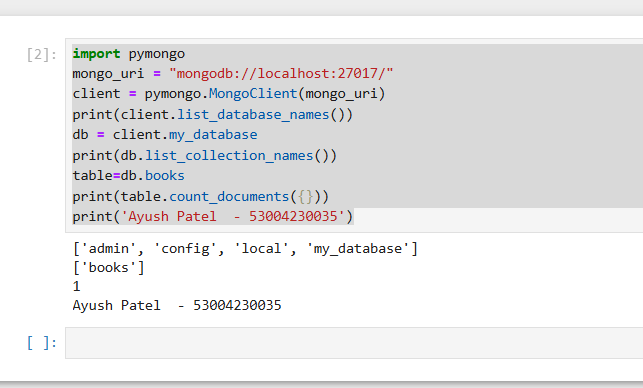 [2]: import pymongo
mongo_uri = "mongodb://localhost:27017/"
client = pymongo.MongoClient(mongo_uri)
print(client.list_database_names())
db = client.my_database
print(db.list_collection_names())
table=db.books
print(table.count_documents({}))
print('Ayush Patel  - 53004230035')
['admin', 'config', 'local', 'my_database']
['books']
1
Ayush Patel  - 53004230035
[ ]: